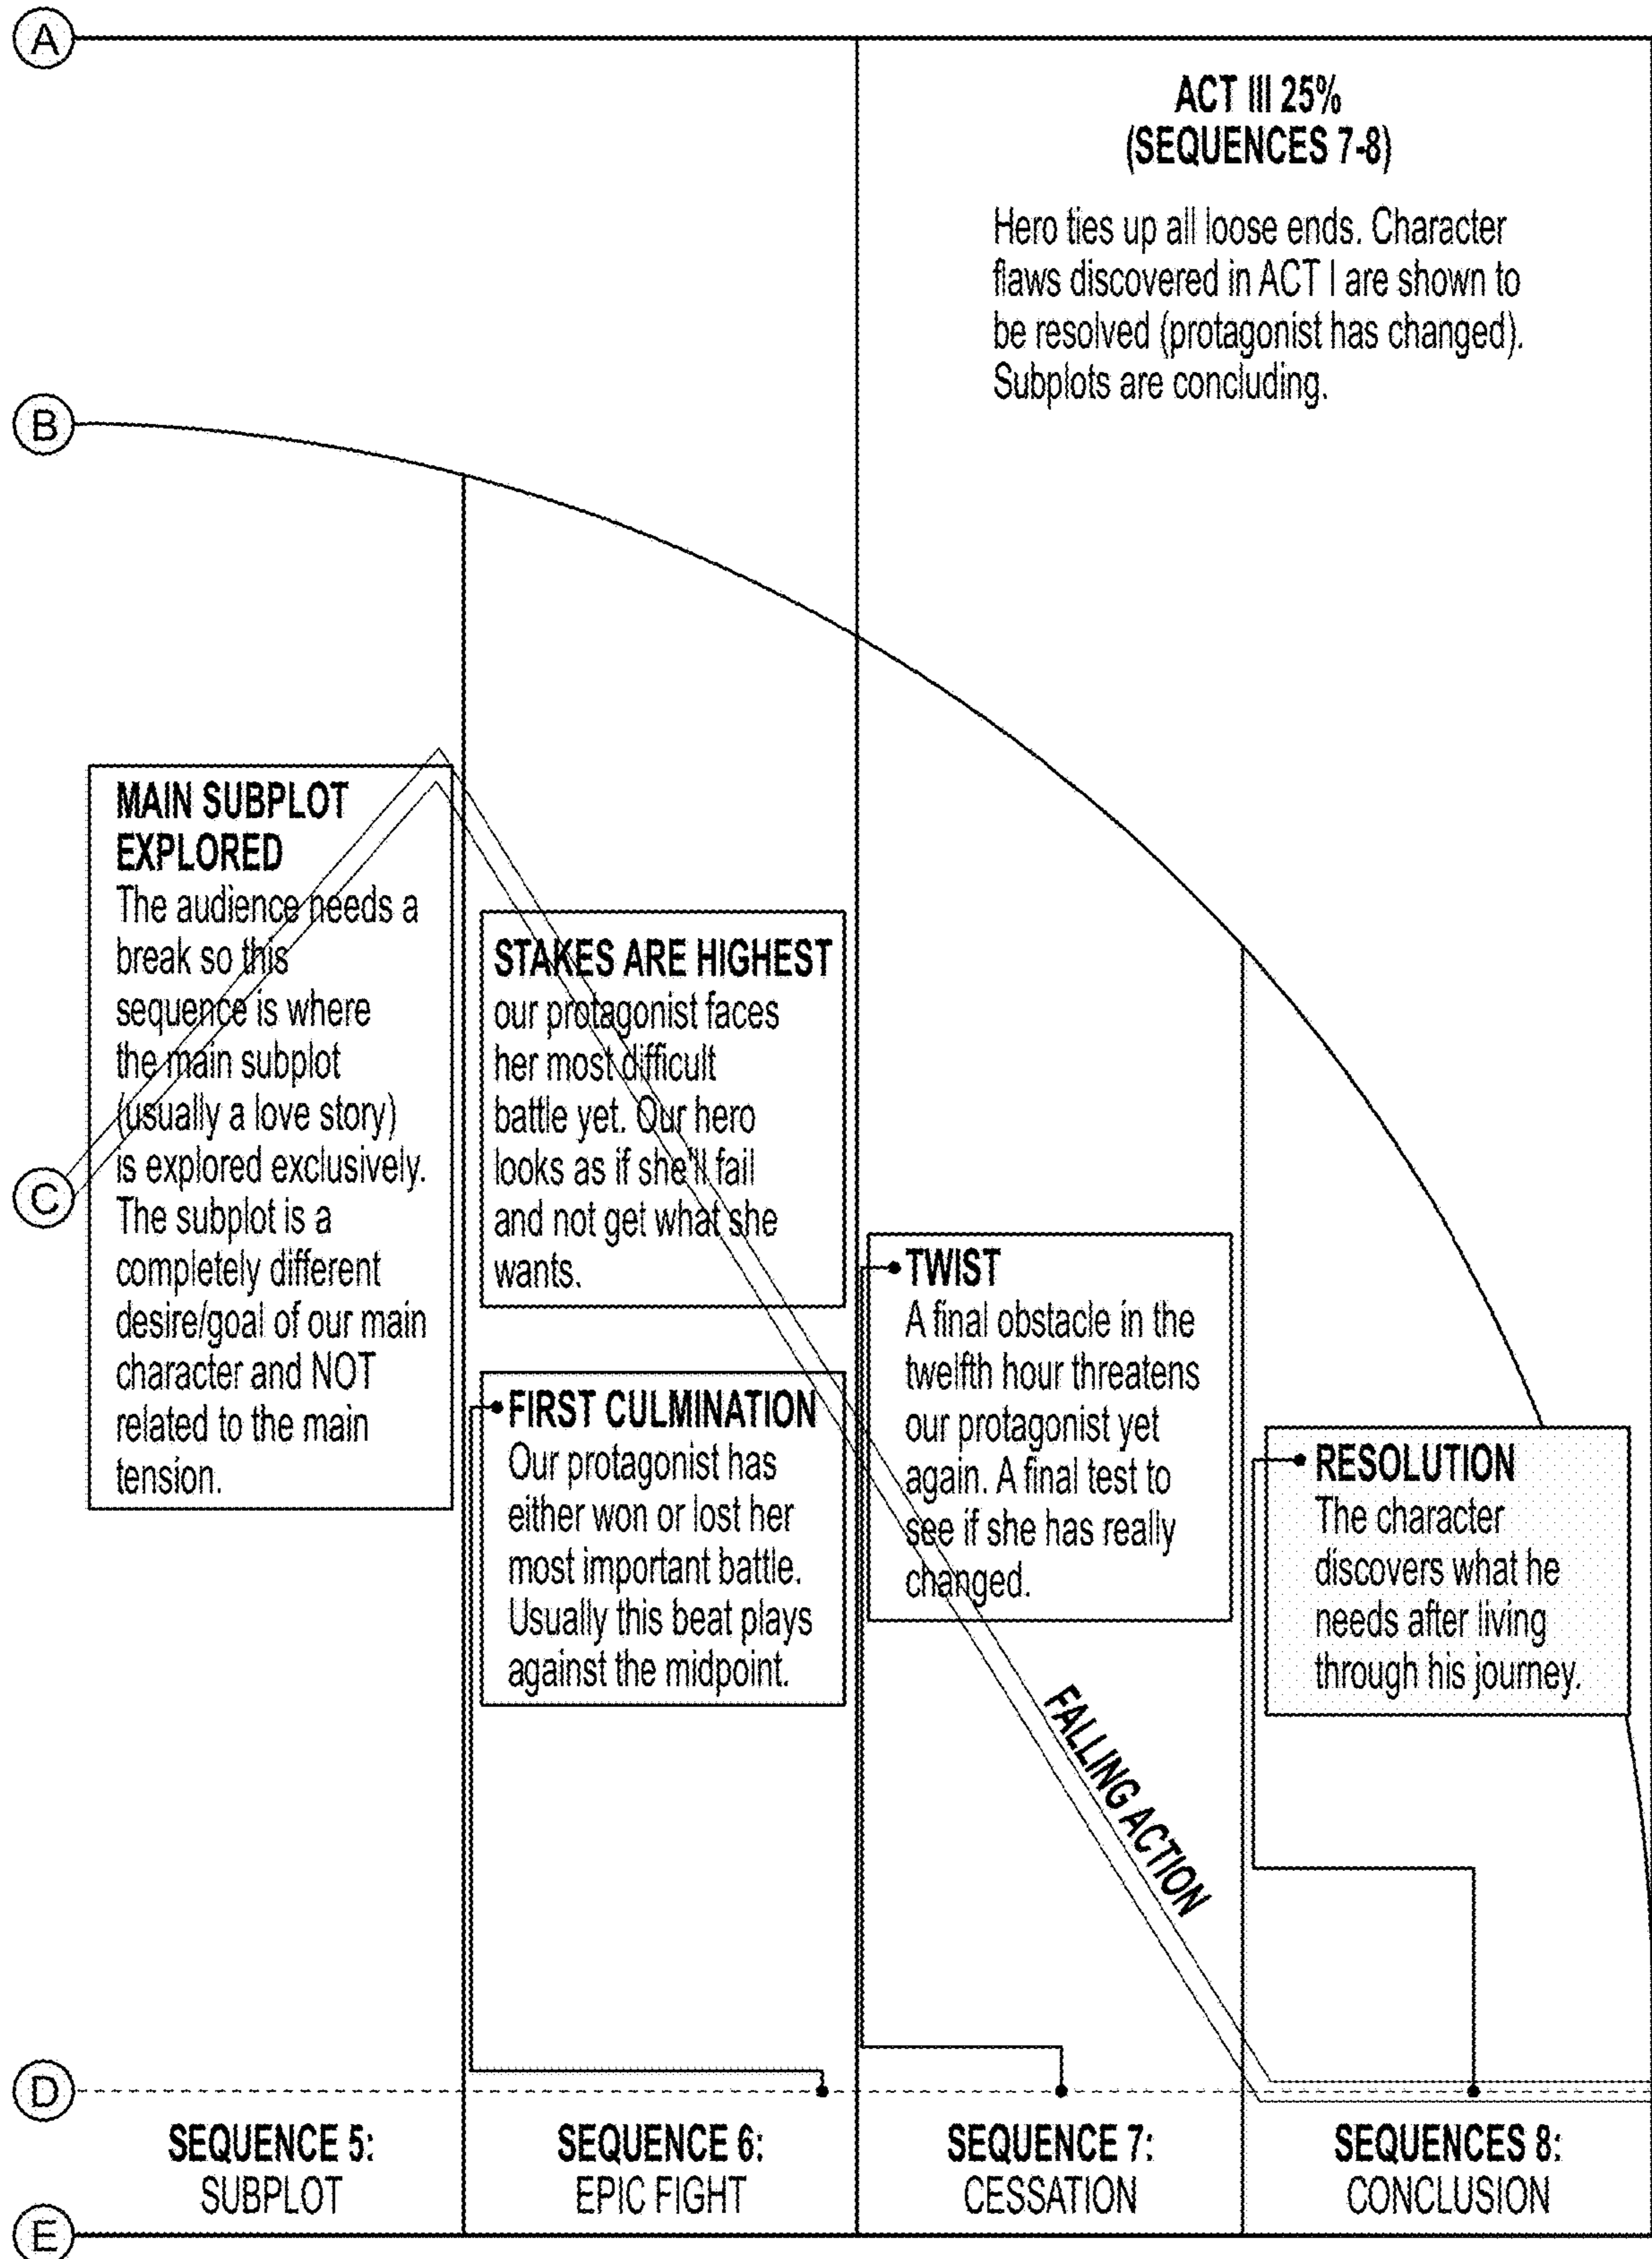 A
ACT III 25%
(SEQUENCES 7-8)
Hero ties up all loose ends. Character
flaws discovered in ACT I are shown to
be resolved (protagonist has changed).
Subplots are concluding.
B
MAIN SUBPLOT
EXPLORED
The audience needs a
break so this
sequence is where
the main subplot
(usually a love story)
is explored exclusively.
The subplot is a
completely different
desire/goal of our main
character and NOT
related to the main
tension.
STAKES ARE HIGHEST
our protagonist faces
her most difficult
battle yet. Our hero
looks as if she'll fail
and not get what she
wants.
C
FIRST CULMINATION
Our protagonist has
either won or lost her
most important battle.
Usually this beat plays
against the midpoint.
TWIST
A final obstacle in the
twelfth hour threatens
our protagonist yet
again. A final test to
see if she has really
changed.
RESOLUTION
The character
discovers what he
needs after living
through his journey.
FALLING ACTION
D
SEQUENCE 5:
SUBPLOT
SEQUENCE 6:
EPIC FIGHT
SEQUENCE 7:
CESSATION
SEQUENCES 8:
CONCLUSION
E